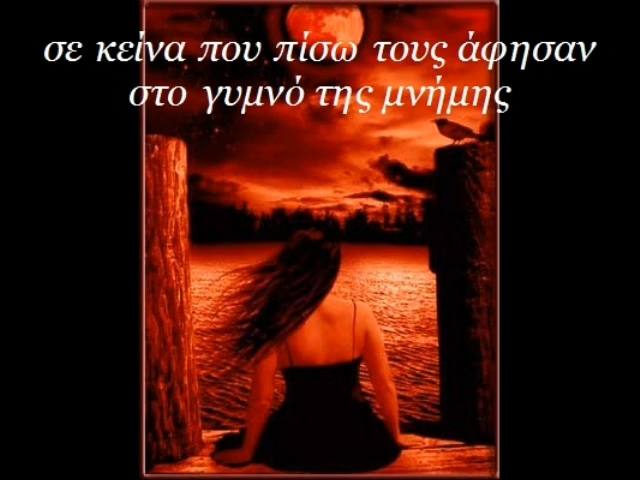 σε κείνα που πίσω τους άφησαν
στο γυμνό της μνήμης